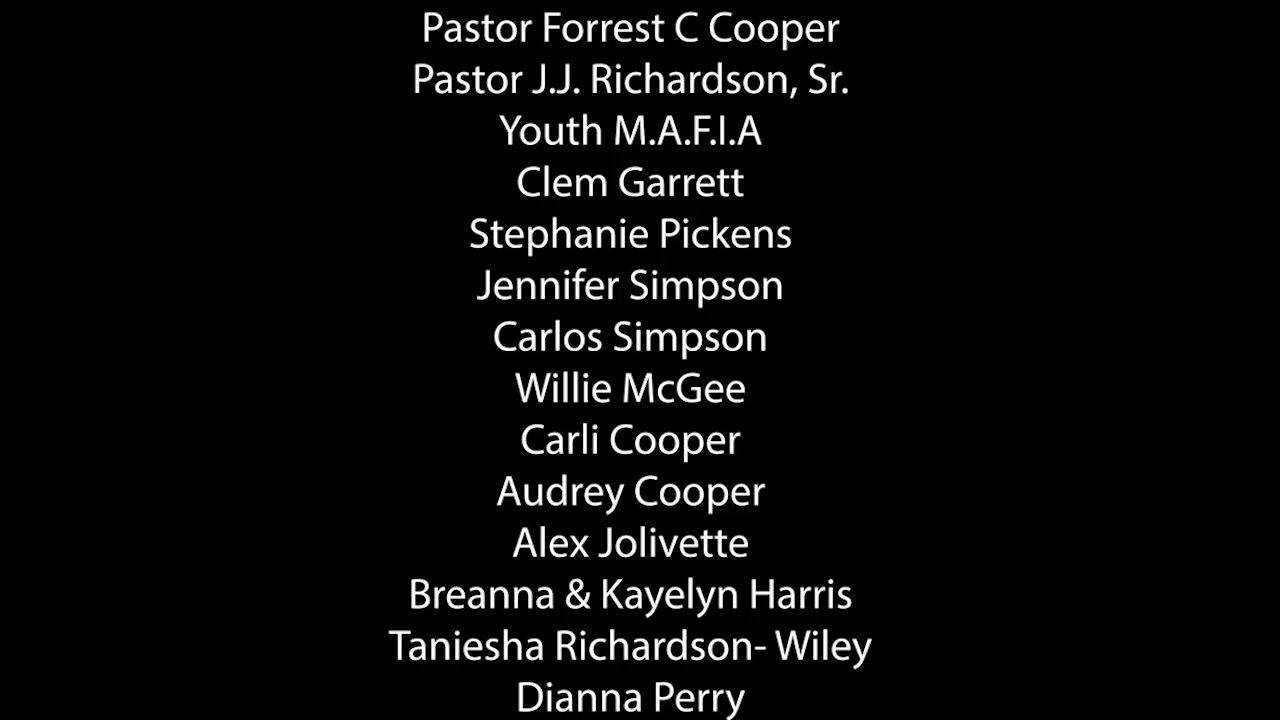 Pastor Forrest C Cooper
Pastor J.J. Richardson, Sr.
Youth M.A.F.I.A
Clem Garrett
Stephanie Pickens
Jennifer Simpson
Carlos Simpson
Willie McGee
Carli Cooper
Audrey Cooper
Alex Jolivette
Breanna & Kayelyn Harris
Taniesha Richardson- Wiley
Dianna Perry